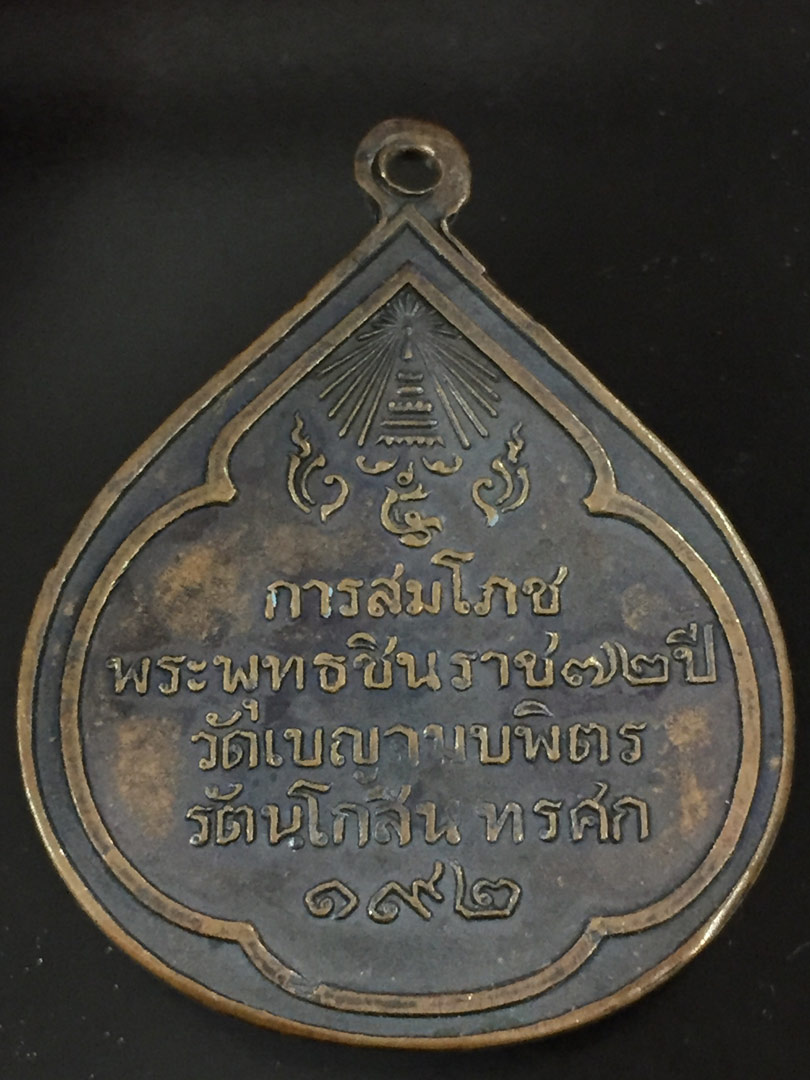 ๕
การสมโภช
พระพุทธชินราช๗๒ปี
วัดเบญจมบพิตร
รัตนโกสินทรศก
๑๙๒